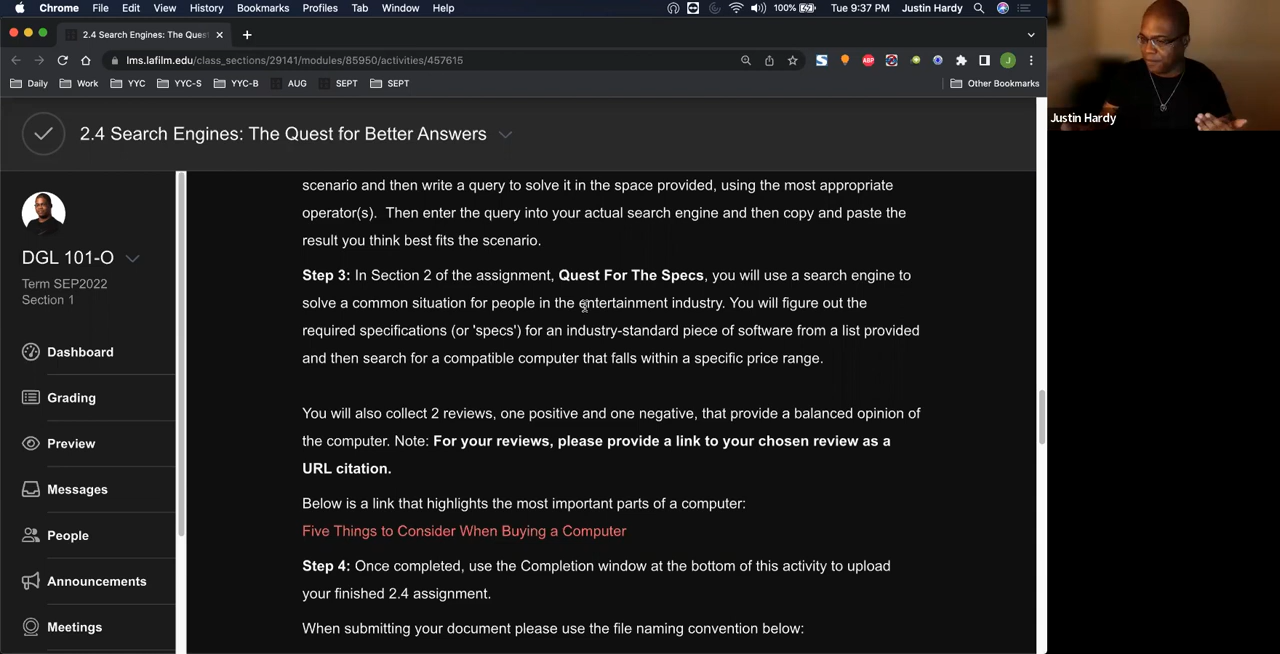 Chrome File Edit View History Bookmarks Profiles Tab Window Help 100% Tue 9:37 PM Justin Hardy
2.4 Search Engines: The Quest
lms.lafilm.edu/class_sections/29141/modules/85950/activities/457615
Daily Work YYC YYC-S YYC-B AUG SEPT SEPT Other Bookmarks
Justin Hardy
2.4 Search Engines: The Quest for Better Answers
DGL 101-O
Term SEP2022
Section 1
Dashboard
Grading
Preview
Messages
People
Announcements
Meetings
scenario and then write a query to solve it in the space provided, using the most appropriate
operator(s). Then enter the query into your actual search engine and then copy and paste the
result you think best fits the scenario.
Step 3: In Section 2 of the assignment, Quest For The Specs, you will use a search engine to
solve a common situation for people in the entertainment industry. You will figure out the
required specifications (or 'specs') for an industry-standard piece of software from a list provided
and then search for a compatible computer that falls within a specific price range.
You will also collect 2 reviews, one positive and one negative, that provide a balanced opinion of
the computer. Note: For your reviews, please provide a link to your chosen review as a
URL citation.
Below is a link that highlights the most important parts of a computer:
Five Things to Consider When Buying a Computer
Step 4: Once completed, use the Completion window at the bottom of this activity to upload
your finished 2.4 assignment.
When submitting your document please use the file naming convention below: